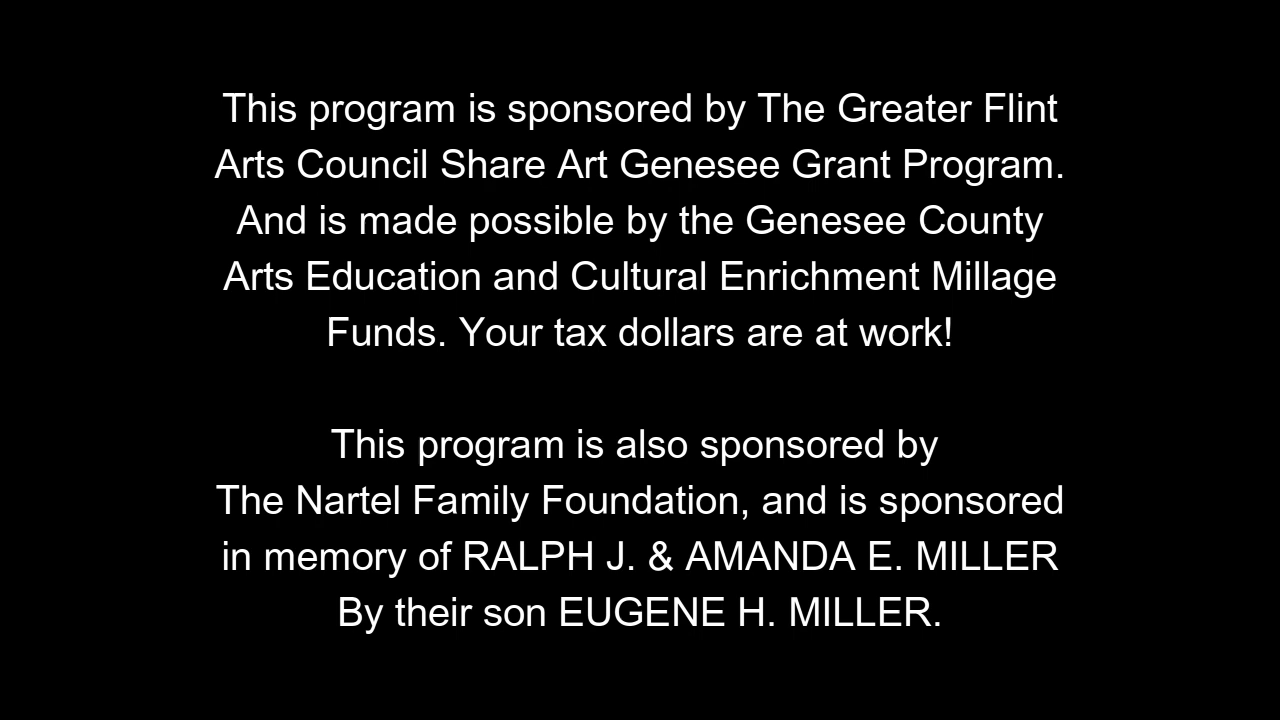 This program is sponsored by The Greater Flint
Arts Council Share Art Genesee Grant Program.
And is made possible by the Genesee County
Arts Education and Cultural Enrichment Millage
Funds. Your tax dollars are at work!
This program is also sponsored by
The Nartel Family Foundation, and is sponsored
in memory of RALPH J. & AMANDA E. MILLER
By their son EUGENE H. MILLER.